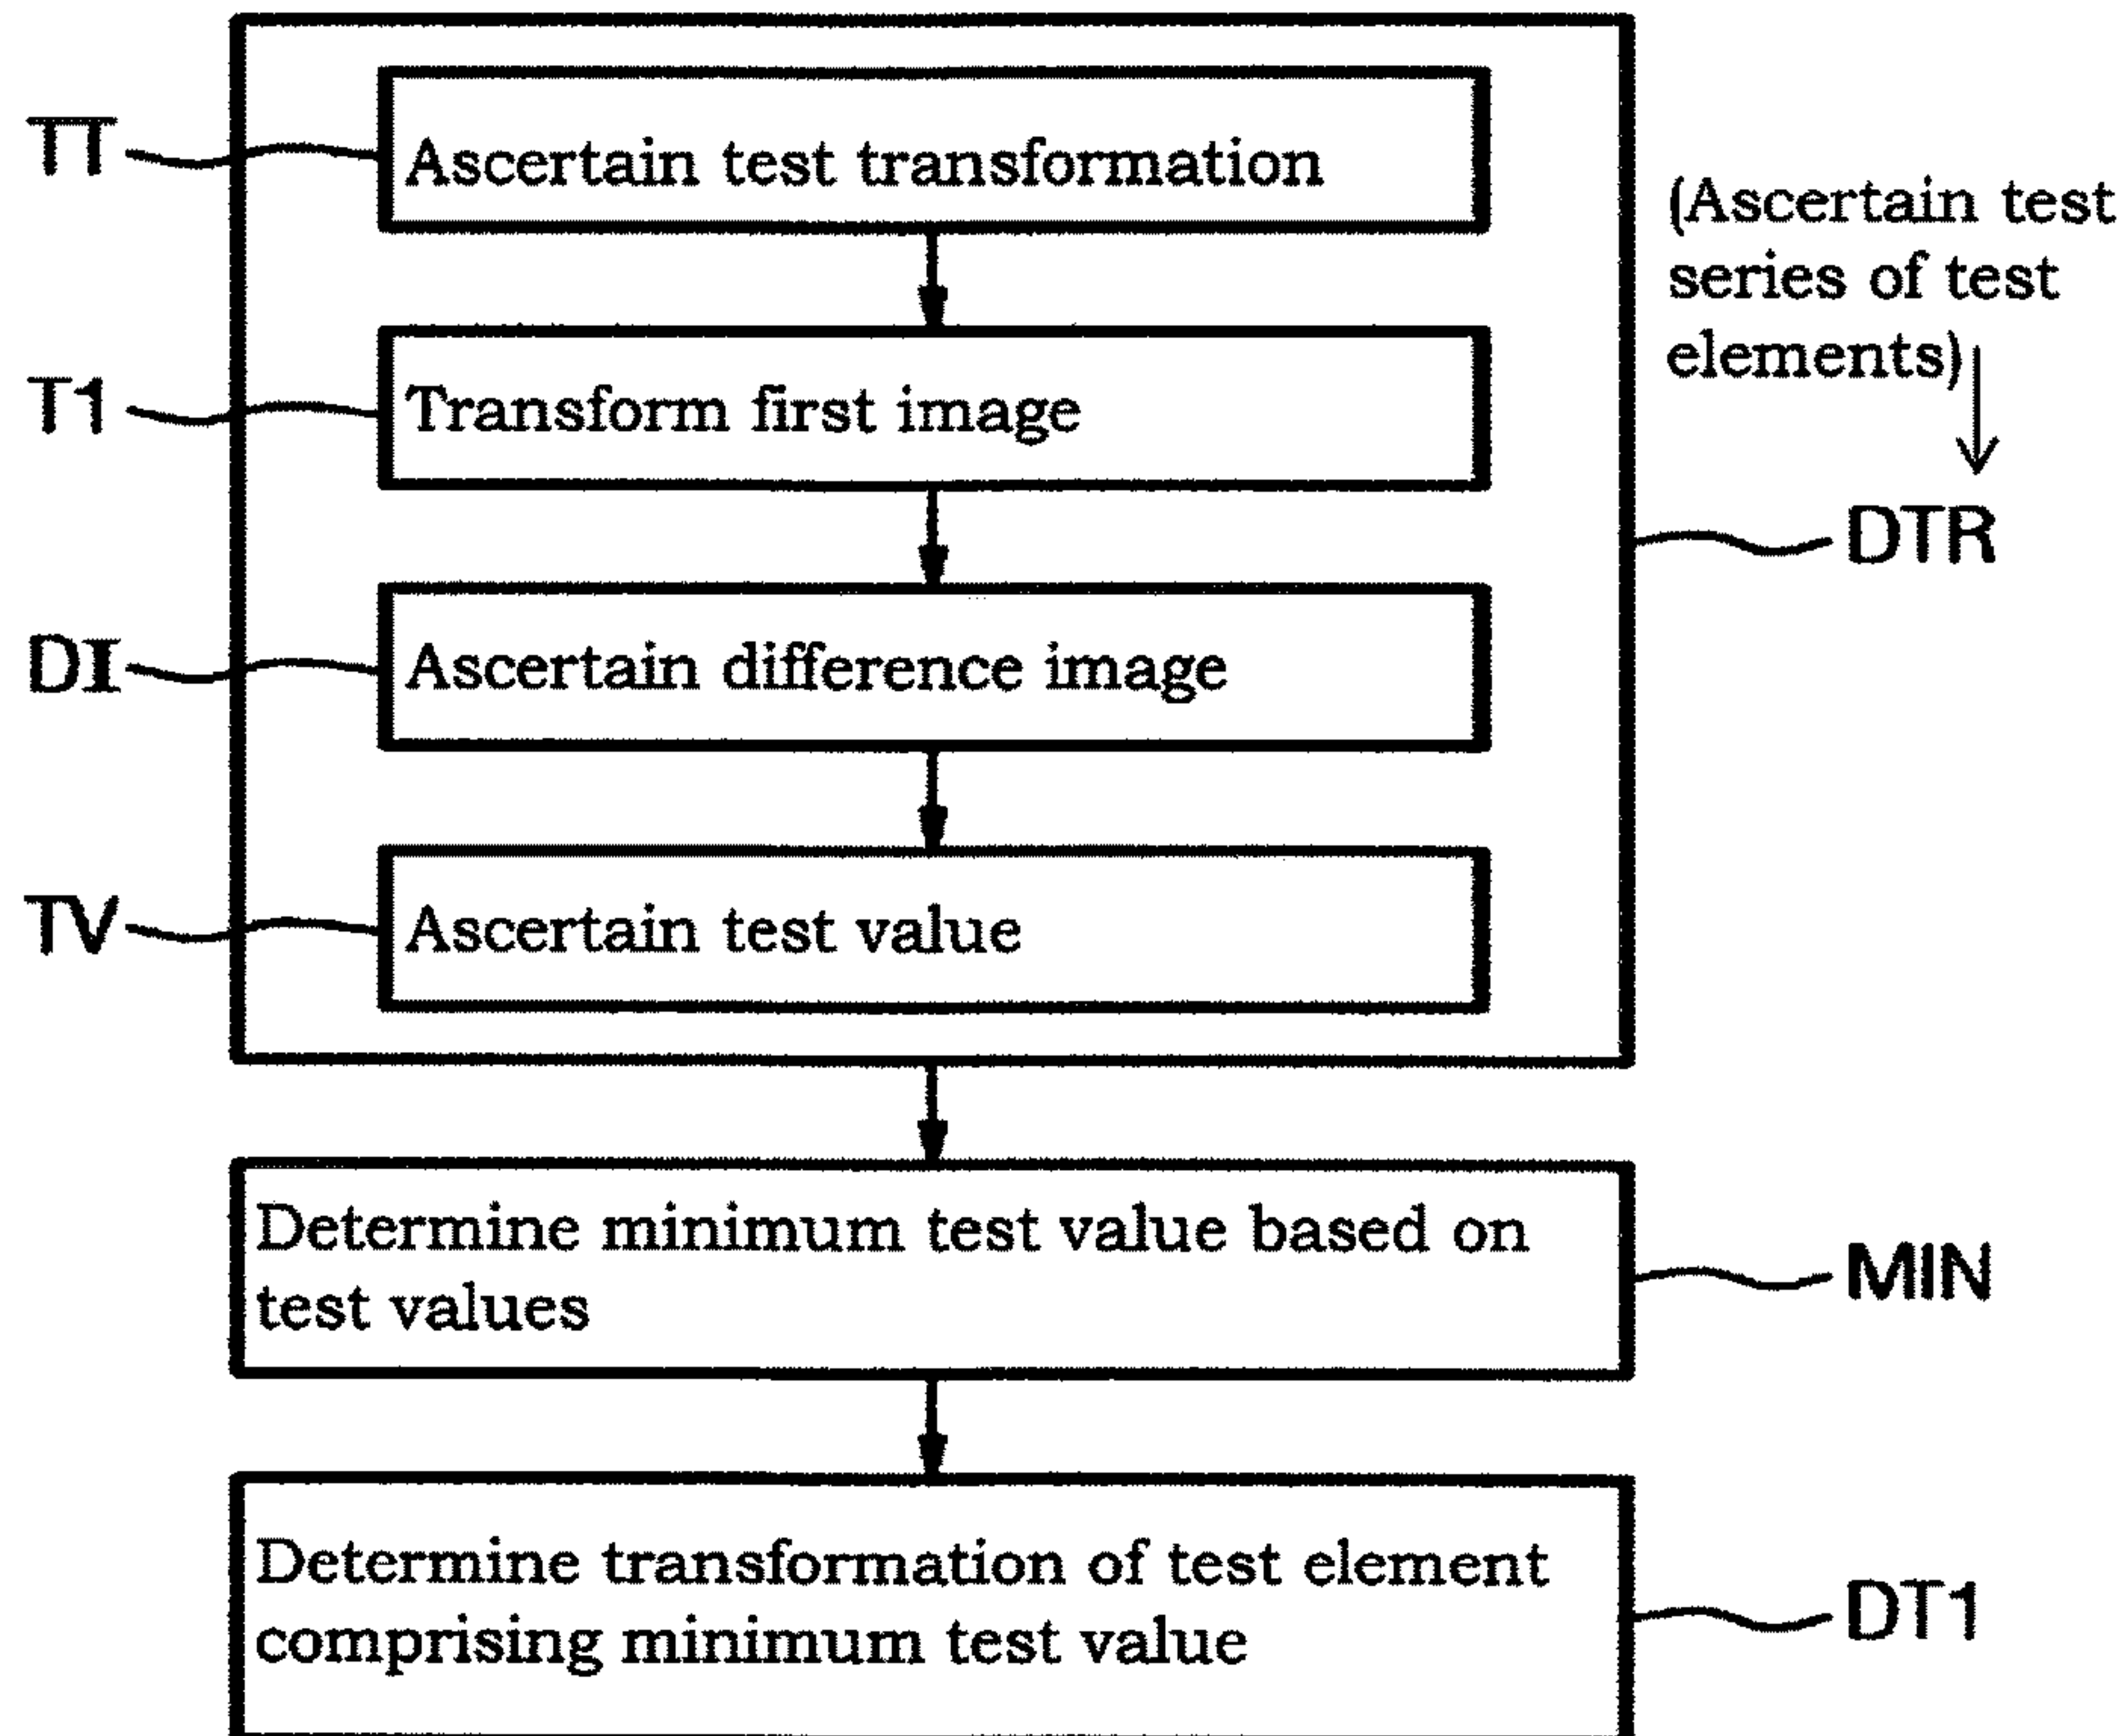 TT
Ascertain test transformation
(Ascertain test
series of test
elements)
T1
Transform first image
DTR
DI
Ascertain difference image
TV
Ascertain test value
Determine minimum test value based on
test values
MIN
Determine transformation of test element
comprising minimum test value
DT1